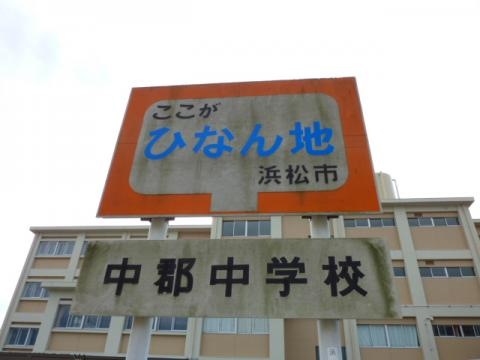 ここが
ひなん地
浜松市
中郡中学校